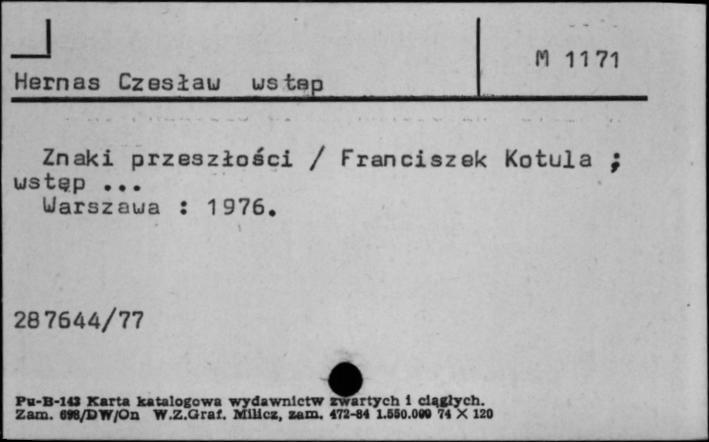 M 1171
Hernas Czesław wstęp
Znaki przeszłości / Franciszek Kotula ;
wstęp ...
Warszawa : 1976.
287644/77
Pu-B-143 Karta katalogowa wydawnictw zwartych i ciągłych.
Zam. 698/DW/On W.Z.Graf. Milicz, zam. 472-84 1.550.000 74 X 120